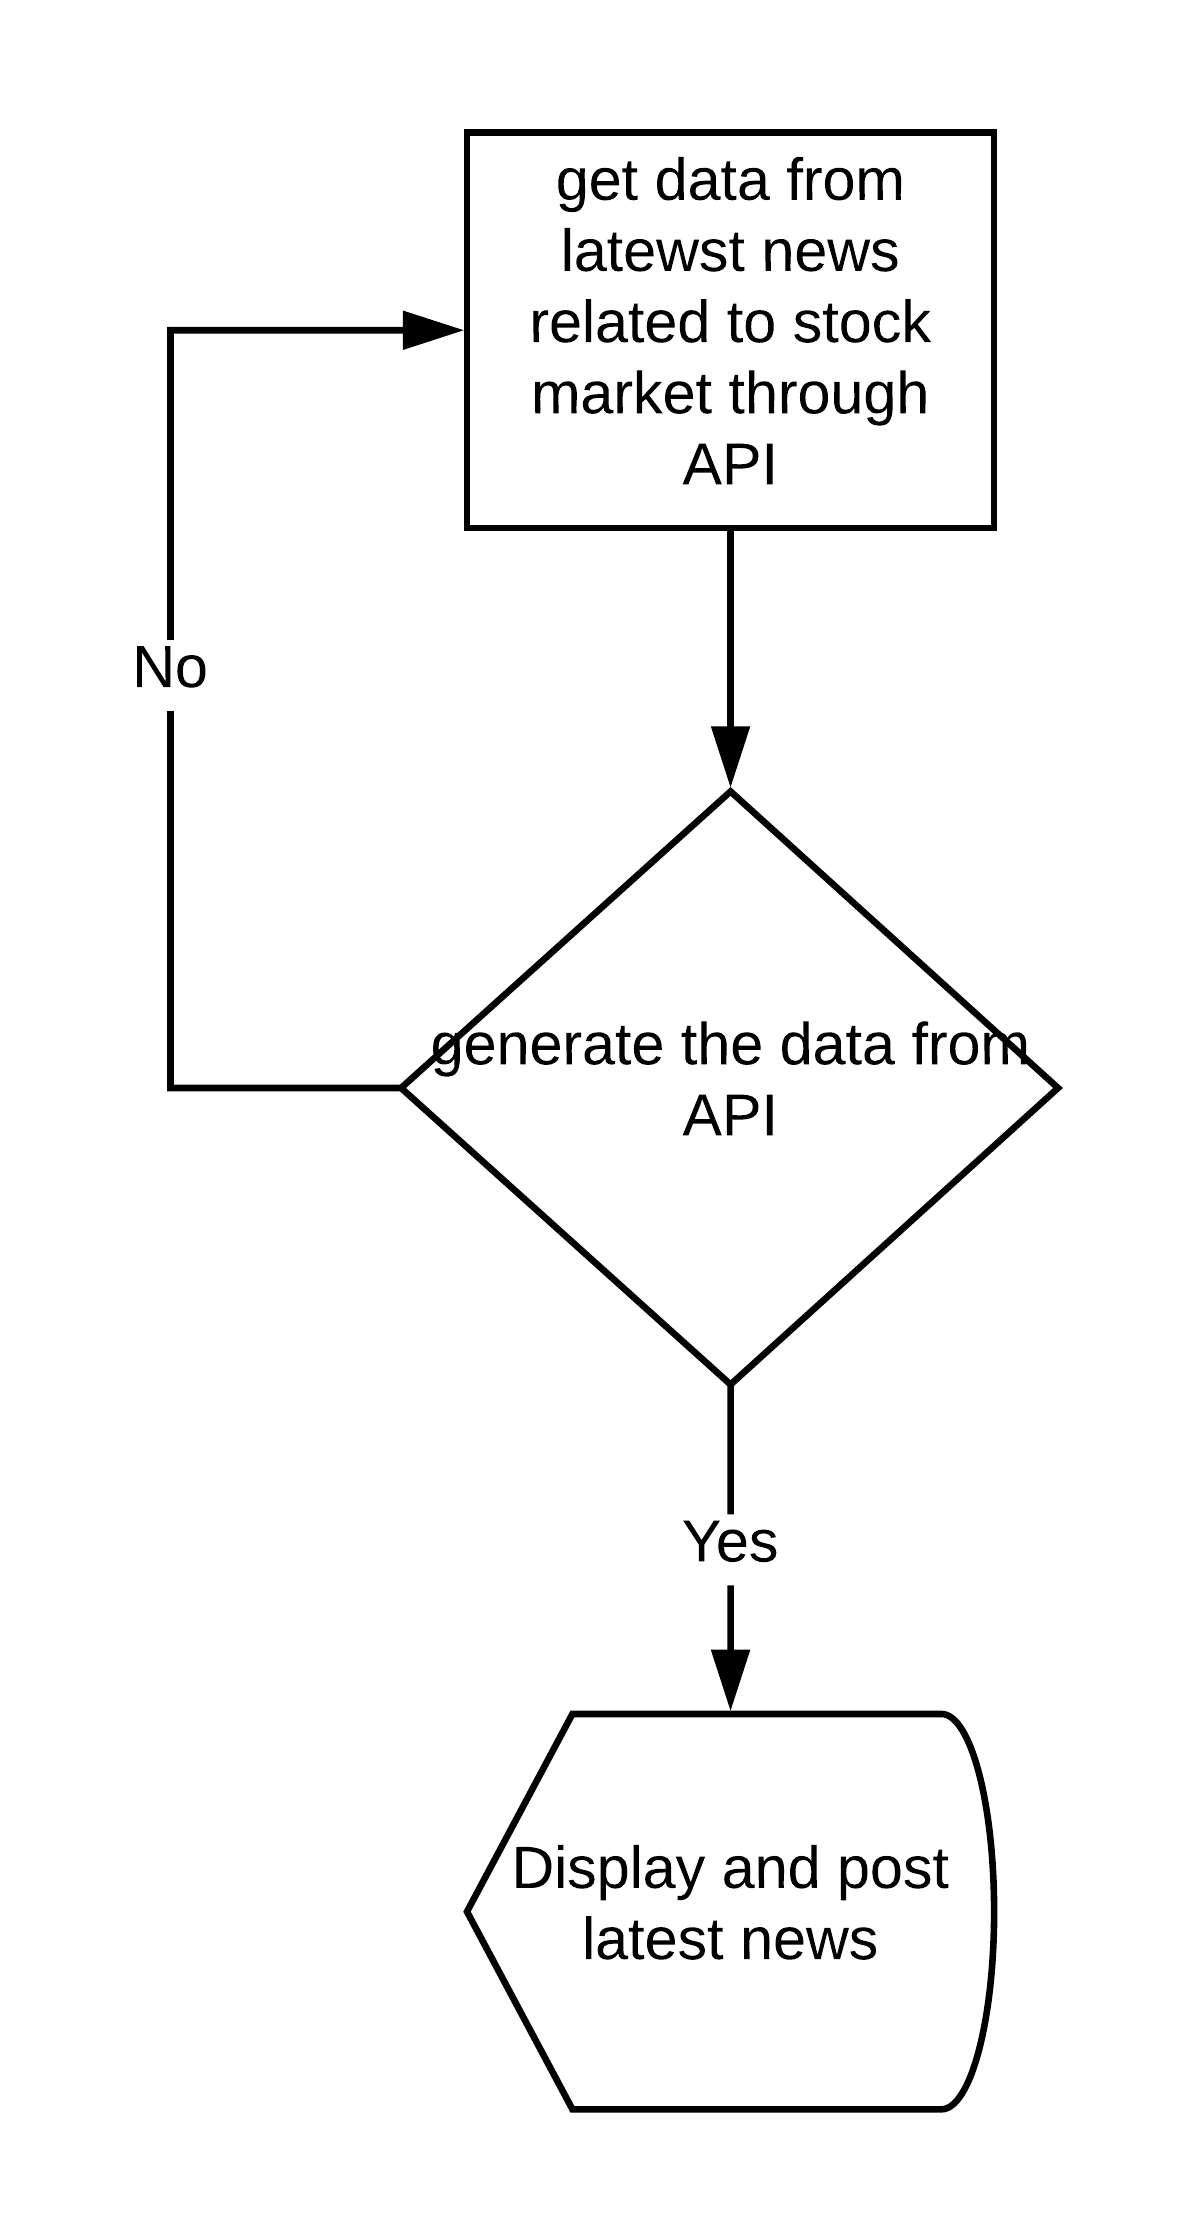 get data from
latewst news
related to stock
market through
API
No
generate the data from
API
Yes
Display and post
latest news